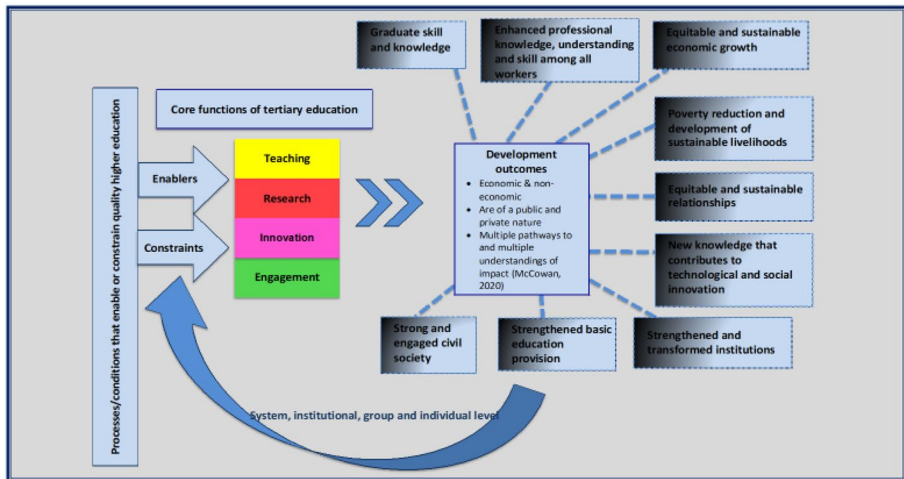 Graduate skill
and knowledge
Enhanced professional
knowledge, understanding
and skill among all
workers
Equitable and sustainable
economic growth
Processes/conditions that enable or constrain quality higher education
Core functions of tertiary education
Enablers
Constraints
Teaching
Research
Innovation
Engagement
Development
outcomes
• Economic & non-
economic
• Are of a public and
private nature
• Multiple pathways to
and multiple
understandings of
impact (McCowan,
2020)
Poverty reduction and
development of
sustainable livelihoods
Equitable and sustainable
relationships
New knowledge that
contributes to
technological and social
innovation
Strong and
engaged civil
society
Strengthened basic
education
provision
Strengthened and
transformed institutions
System, institutional, group and individual level